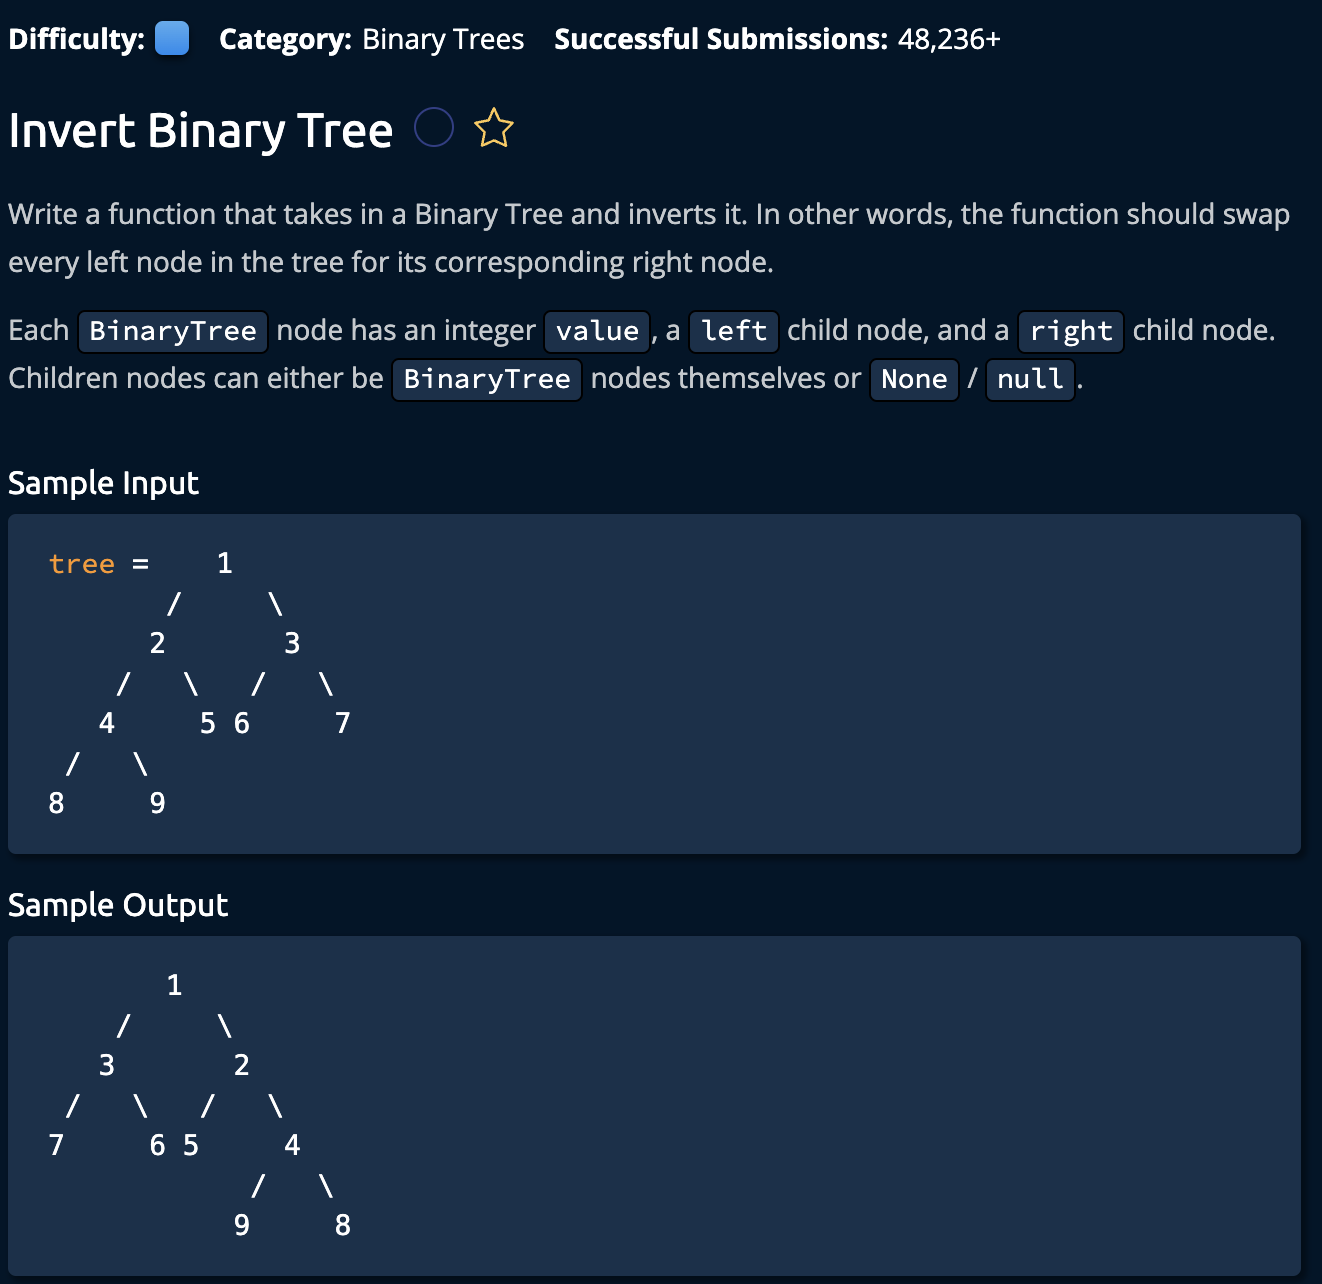 Difficulty: Category: Binary Trees Successful Submissions: 48,236+
Invert Binary Tree
Write a function that takes in a Binary Tree and inverts it. In other words, the function should swap
every left node in the tree for its corresponding right node.
Each BinaryTree node has an integer value, a left child node, and a right child node.
Children nodes can either be BinaryTree nodes themselves or None / null.
Sample Input
tree =    1
       /     \
      2       3
    /   \   /   \
   4     5 6     7
 /   \
8     9
Sample Output
       1
    /     \
   3       2
 /   \   /   \
7     6 5     4
            /   \
           9     8